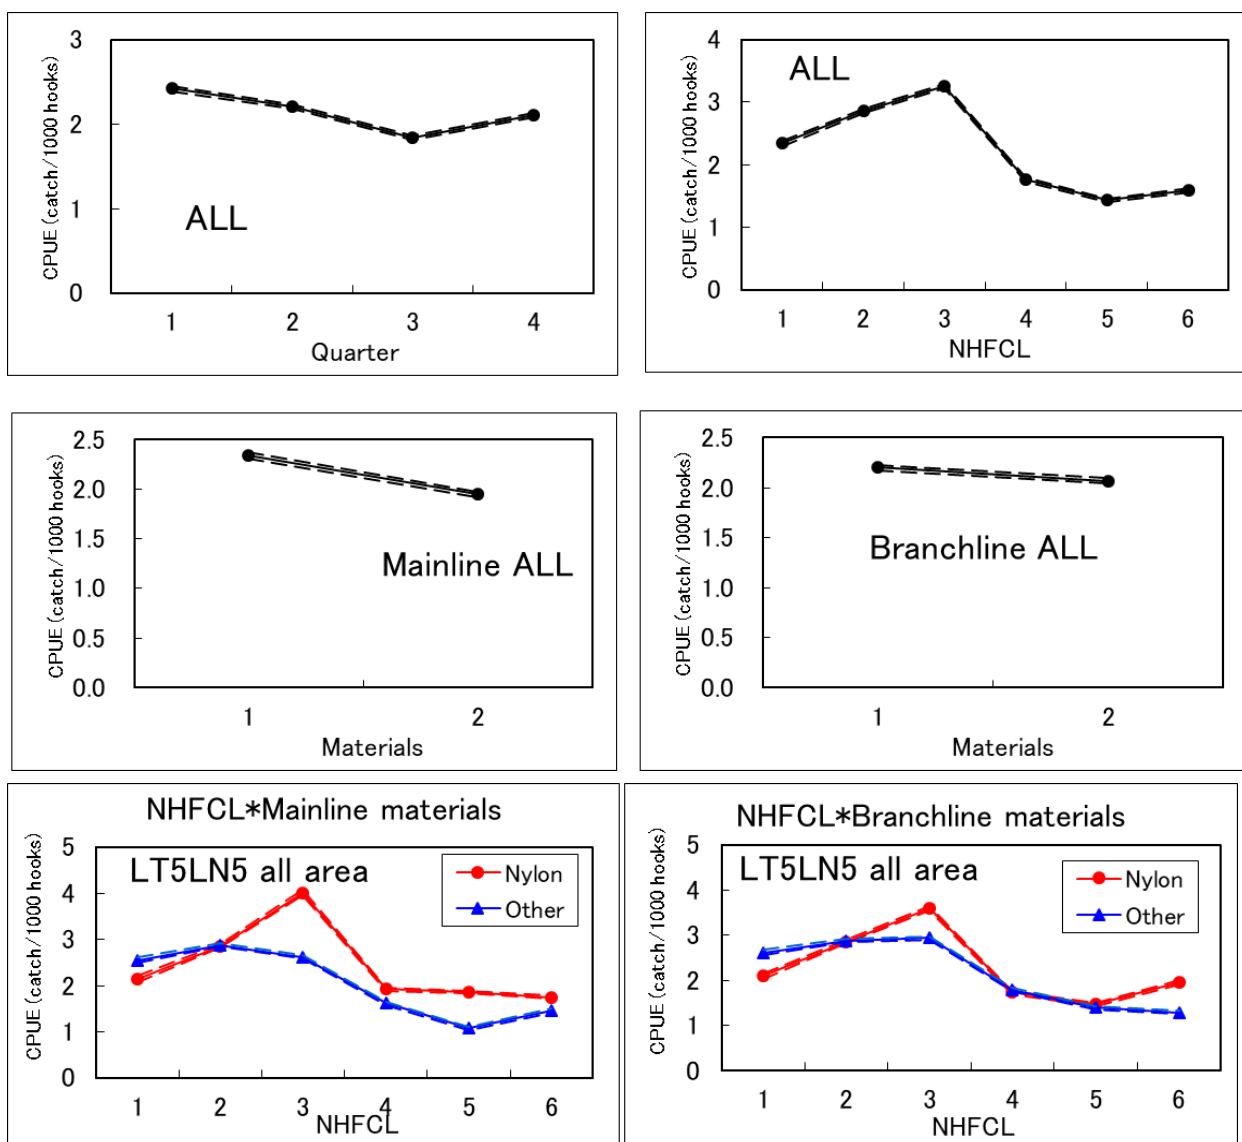 CPUE (catch/1000 hooks)
3
2
1
0
ALL
1 2 3 4
Quarter
CPUE (catch/1000 hooks)
4
3
2
1
0
ALL
1 2 3 4 5 6
NHFCL
CPUE (catch/1000 hooks)
2.5
2.0
1.5
1.0
0.5
0.0
Mainline ALL
1 2
Materials
CPUE (catch/1000 hooks)
2.5
2.0
1.5
1.0
0.5
0.0
Branchline ALL
1 2
Materials
NHFCL*Mainline materials
CPUE (catch/1000 hooks)
5
4
3
2
1
0
LT5LN5 all area
Nylon
Other
1 2 3 4 5 6
NHFCL
NHFCL*Branchline materials
CPUE (catch/1000 hooks)
5
4
3
2
1
0
LT5LN5 all area
Nylon
Other
1 2 3 4 5 6
NHFCL